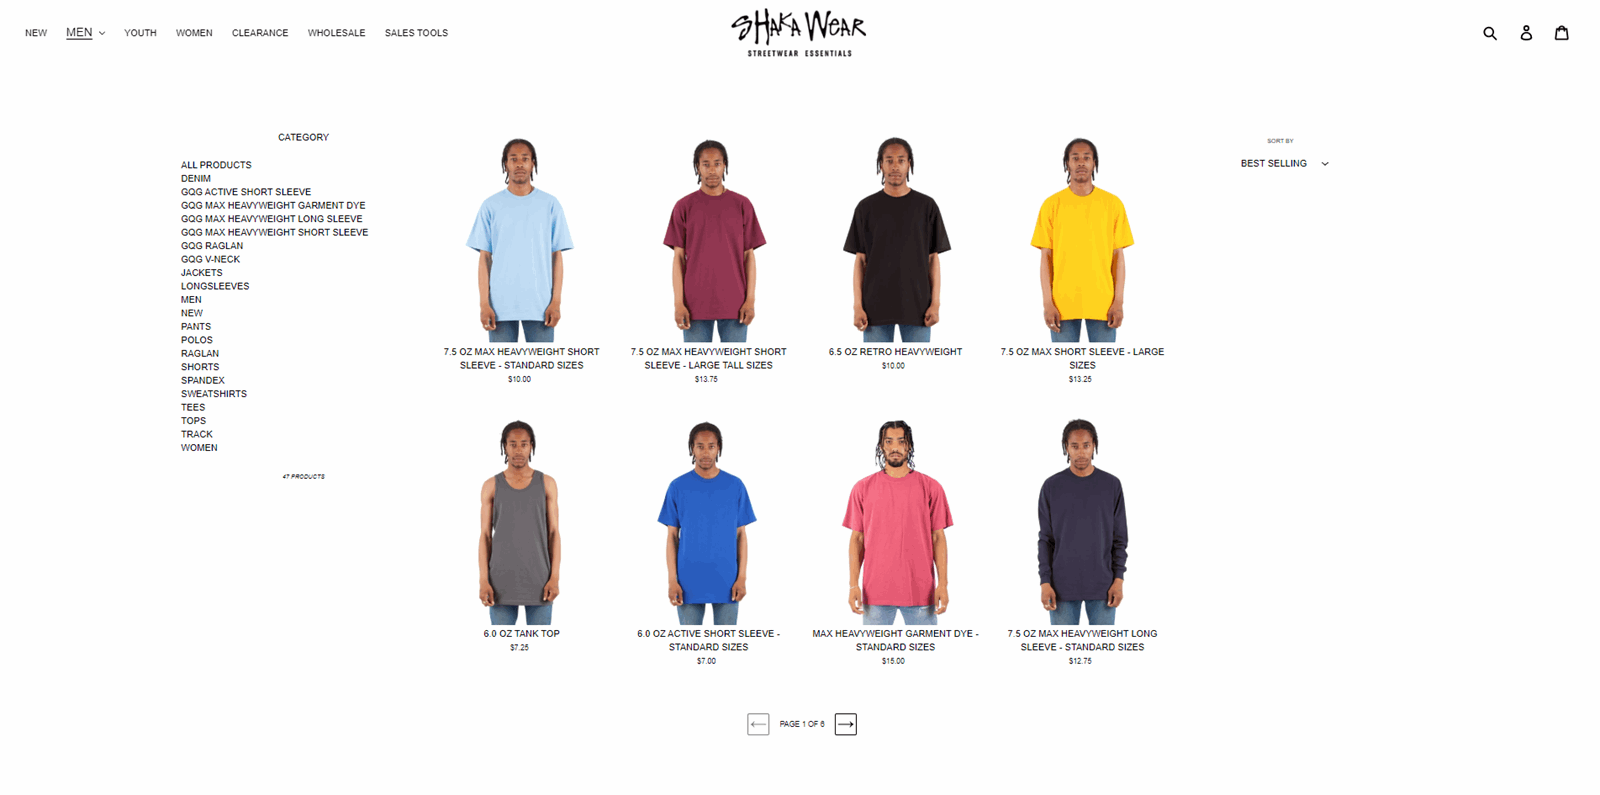 NEW
MEN
YOUTH
WOMEN
CLEARANCE
WHOLESALE
SALES TOOLS
SHAKA WEAR
STREETWEAR ESSENTIALS
CATEGORY
ALL PRODUCTS
DENIM
GQG ACTIVE SHORT SLEEVE
GQG MAX HEAVYWEIGHT GARMENT DYE
GQG MAX HEAVYWEIGHT LONG SLEEVE
GQG MAX HEAVYWEIGHT SHORT SLEEVE
GQG RAGLAN
GQG V-NECK
JACKETS
LONGSLEEVES
MEN
NEW
PANTS
POLOS
RAGLAN
SHORTS
SPANDEX
SWEATSHIRTS
TEES
TOPS
TRACK
WOMEN
47 PRODUCTS
7.5 OZ MAX HEAVYWEIGHT SHORT
SLEEVE - STANDARD SIZES
$10.00
7.5 OZ MAX HEAVYWEIGHT SHORT
SLEEVE - LARGE TALL SIZES
$13.75
6.5 OZ RETRO HEAVYWEIGHT
$10.00
7.5 OZ MAX SHORT SLEEVE - LARGE
SIZES
$13.25
6.0 OZ TANK TOP
$7.25
6.0 OZ ACTIVE SHORT SLEEVE -
STANDARD SIZES
$7.00
MAX HEAVYWEIGHT GARMENT DYE -
STANDARD SIZES
$15.00
7.5 OZ MAX HEAVYWEIGHT LONG
SLEEVE - STANDARD SIZES
$12.75
SORT BY
BEST SELLING
PAGE 1 OF 6